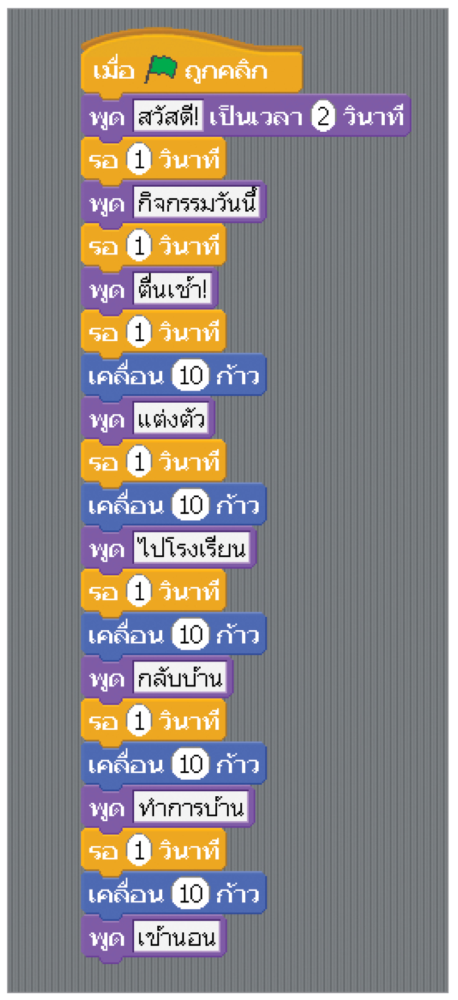 เมื่อ ถูกคลิก
พูด สวัสดี! เป็นเวลา 2 วินาที
รอ 1 วินาที
พูด กิจกรรมวันนี้
รอ 1 วินาที
พูด ตื่นเช้า!
รอ 1 วินาที
เคลื่อน 10 ก้าว
พูด แต่งตัว
รอ 1 วินาที
เคลื่อน 10 ก้าว
พูด ไปโรงเรียน
รอ 1 วินาที
เคลื่อน 10 ก้าว
พูด กลับบ้าน
รอ 1 วินาที
เคลื่อน 10 ก้าว
พูด ทำการบ้าน
รอ 1 วินาที
เคลื่อน 10 ก้าว
พูด เข้านอน